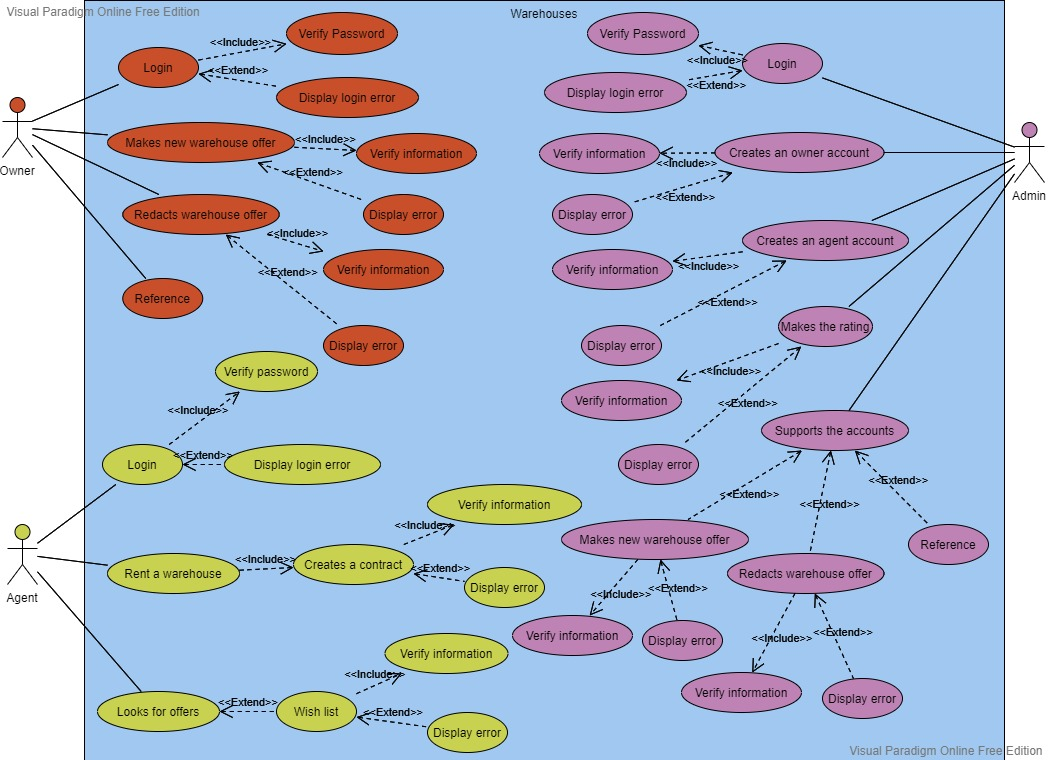 Visual Paradigm Online Free Edition
Warehouses
Verify Password
<<Include>>
Login
<<Extend>>
Display login error
Owner
Makes new warehouse offer
<<Include>>
Verify information
<<Extend>>
Display error
Redacts warehouse offer
<<Include>>
Verify information
<<Extend>>
Display error
Reference
Verify Password
<<Include>>
Login
<<Extend>>
Display login error
Admin
Verify information
<<Include>>
Creates an owner account
<<Extend>>
Display error
Creates an agent account
<<Include>>
Verify information
<<Extend>>
Display error
Makes the rating
<<Include>>
Verify information
<<Extend>>
Display error
Supports the accounts
<<Extend>>
<<Extend>>
<<Extend>>
Makes new warehouse offer
Redacts warehouse offer
Reference
<<Include>>
<<Extend>>
Verify information
Display error
<<Include>>
<<Extend>>
Verify information
Display error
Verify password
<<Include>>
Login
<<Extend>>
Display login error
Agent
Rent a warehouse
<<Include>>
Creates a contract
<<Include>>
Verify information
<<Extend>>
Display error
Looks for offers
<<Extend>>
Wish list
<<Include>>
Verify information
<<Extend>>
Display error
Visual Paradigm Online Free Edition